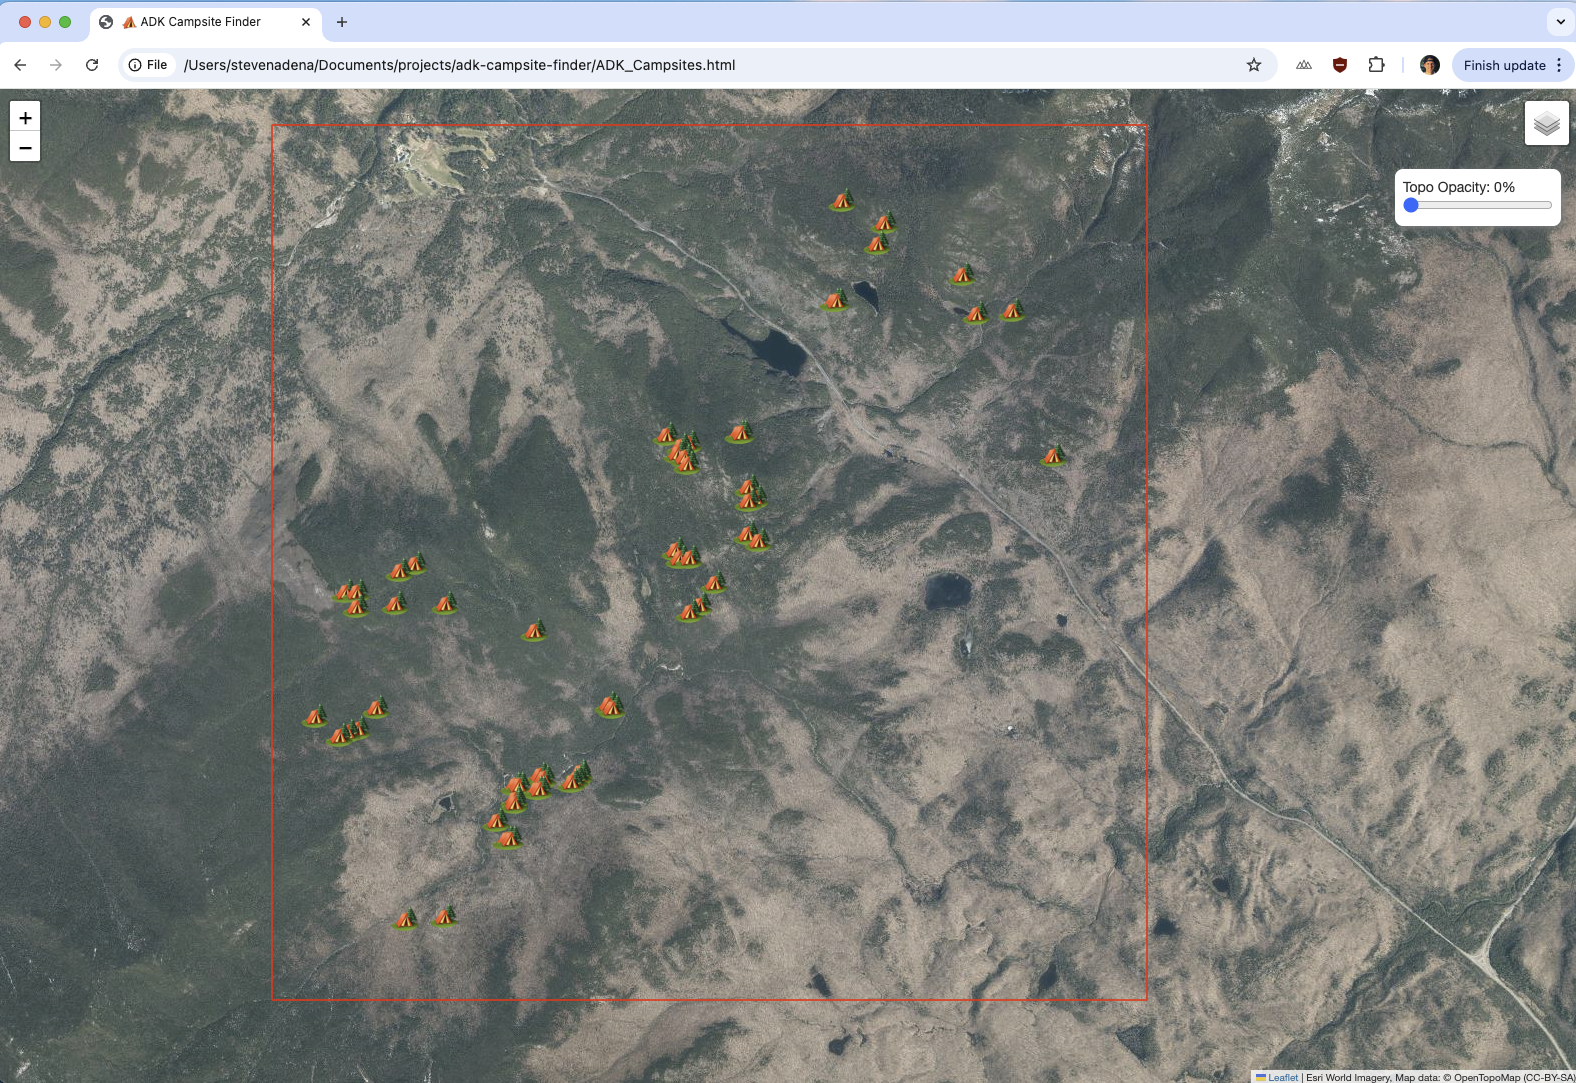 ADK Campsite Finder
File
/Users/stevenadena/Documents/projects/adk-campsite-finder/ADK_Campsites.html
Finish update
+
−
Topo Opacity: 0%
Leaflet | Esri World Imagery, Map data: © OpenTopoMap (CC-BY-SA)